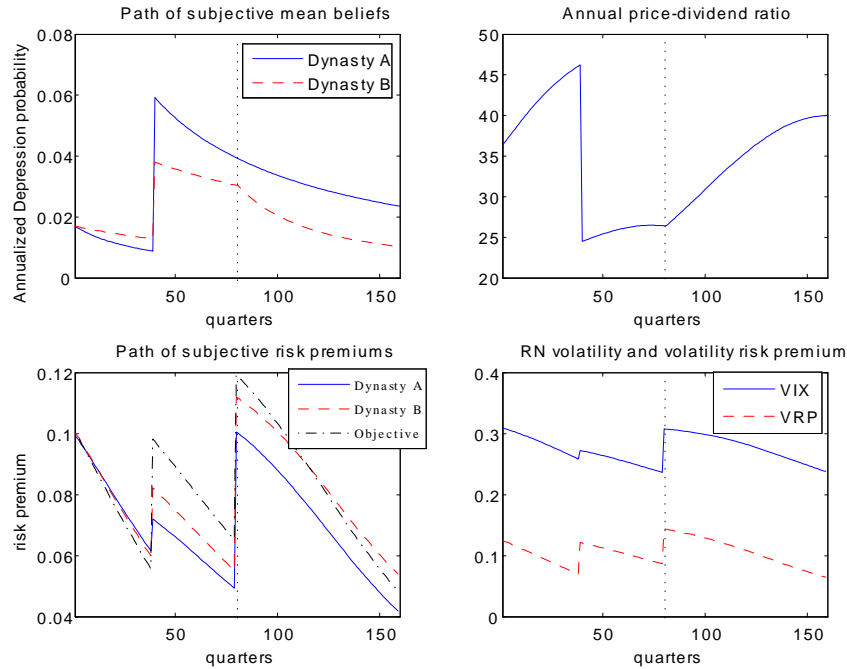 Path of subjective mean beliefs
0.08
0.06
0.04
0.02
0
50
100
150
Annualized Depression probability
quarters
Dynasty A
Dynasty B
Annual price-dividend ratio
50
45
40
35
30
25
20
50
100
150
quarters
Path of subjective risk premiums
0.12
0.1
0.08
0.06
0.04
50
100
150
risk premium
quarters
Dynasty A
Dynasty B
Objective
RN volatility and volatility risk premium
0.4
0.3
0.2
0.1
0
50
100
150
quarters
VIX
VRP